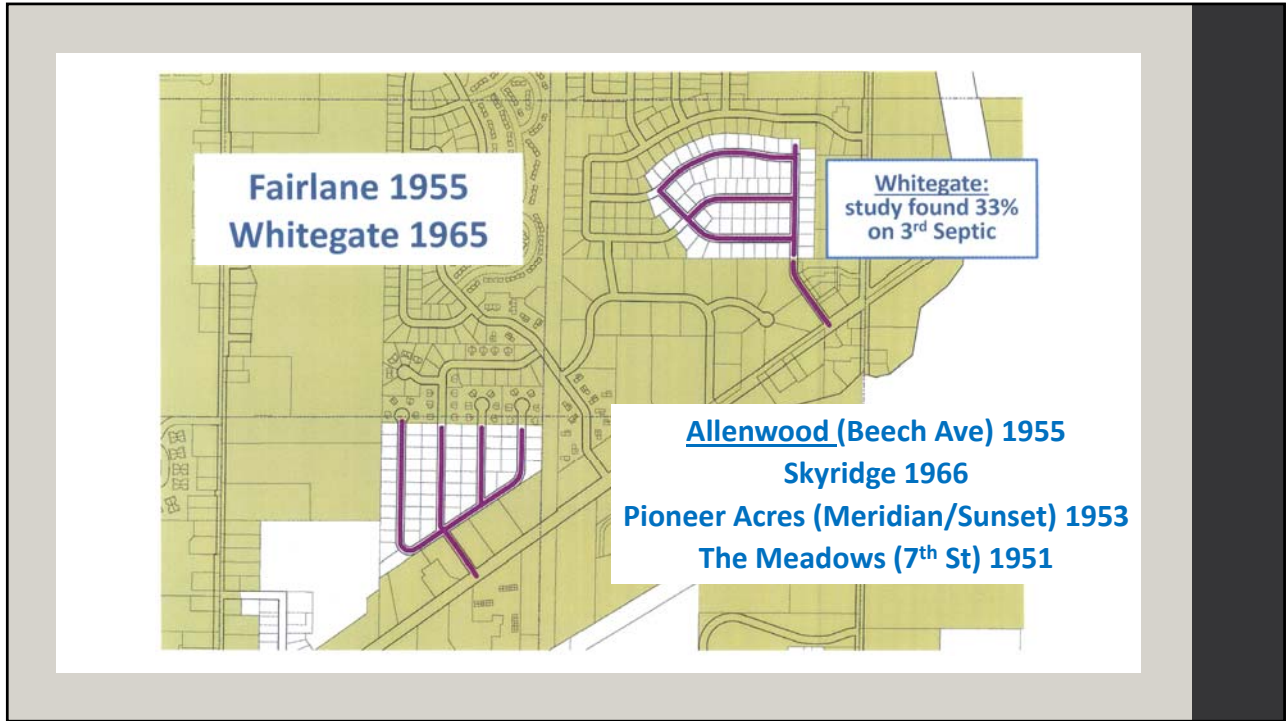 Fairlane 1955
Whitegate 1965
Whitegate:
study found 33%
on 3rd Septic
Allenwood (Beech Ave) 1955
Skyridge 1966
Pioneer Acres (Meridian/Sunset) 1953
The Meadows (7th St) 1951